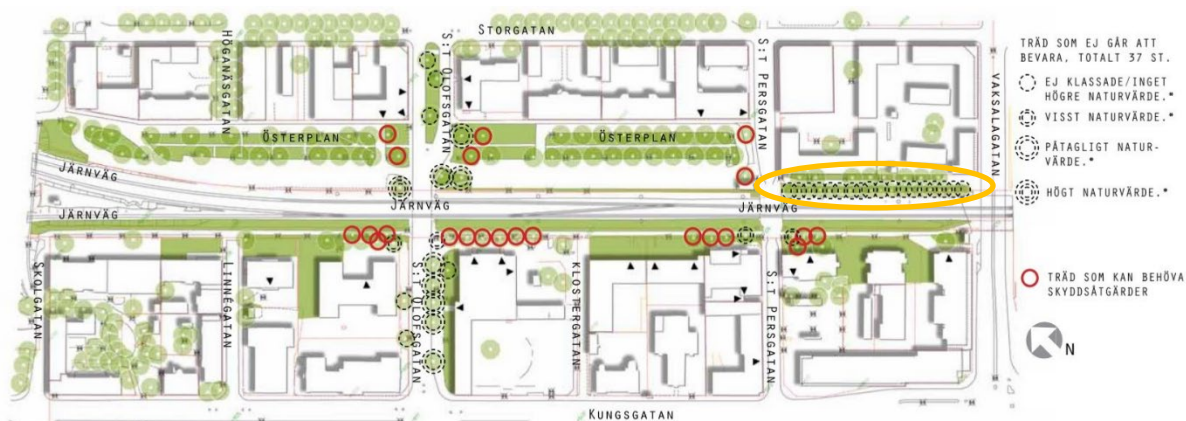 STORGATAN
HÖGANÄSGATAN
S:T OLOFSGATAN
S:T PERSGATAN
VAKSALAGATAN
ÖSTERPLAN
ÖSTERPLAN
JÄRNVÄG
JÄRNVÄG
JÄRNVÄG
JÄRNVÄG
SKOLGATAN
LINNÉGATAN
S:T OLOFSGATAN
KLOSTERGATAN
S:T PERSGATAN
KUNGSGATAN
TRÄD SOM EJ GÅR ATT
BEVARA, TOTALT 37 ST.
EJ KLASSADE/INGET
HÖGRE NATURVÄRDE.*
VISST NATURVÄRDE.*
PÅTAGLIGT NATUR-
VÄRDE.*
HÖGT NATURVÄRDE.*
TRÄD SOM KAN BEHÖVA
SKYDDSÅTGÄRDER
N